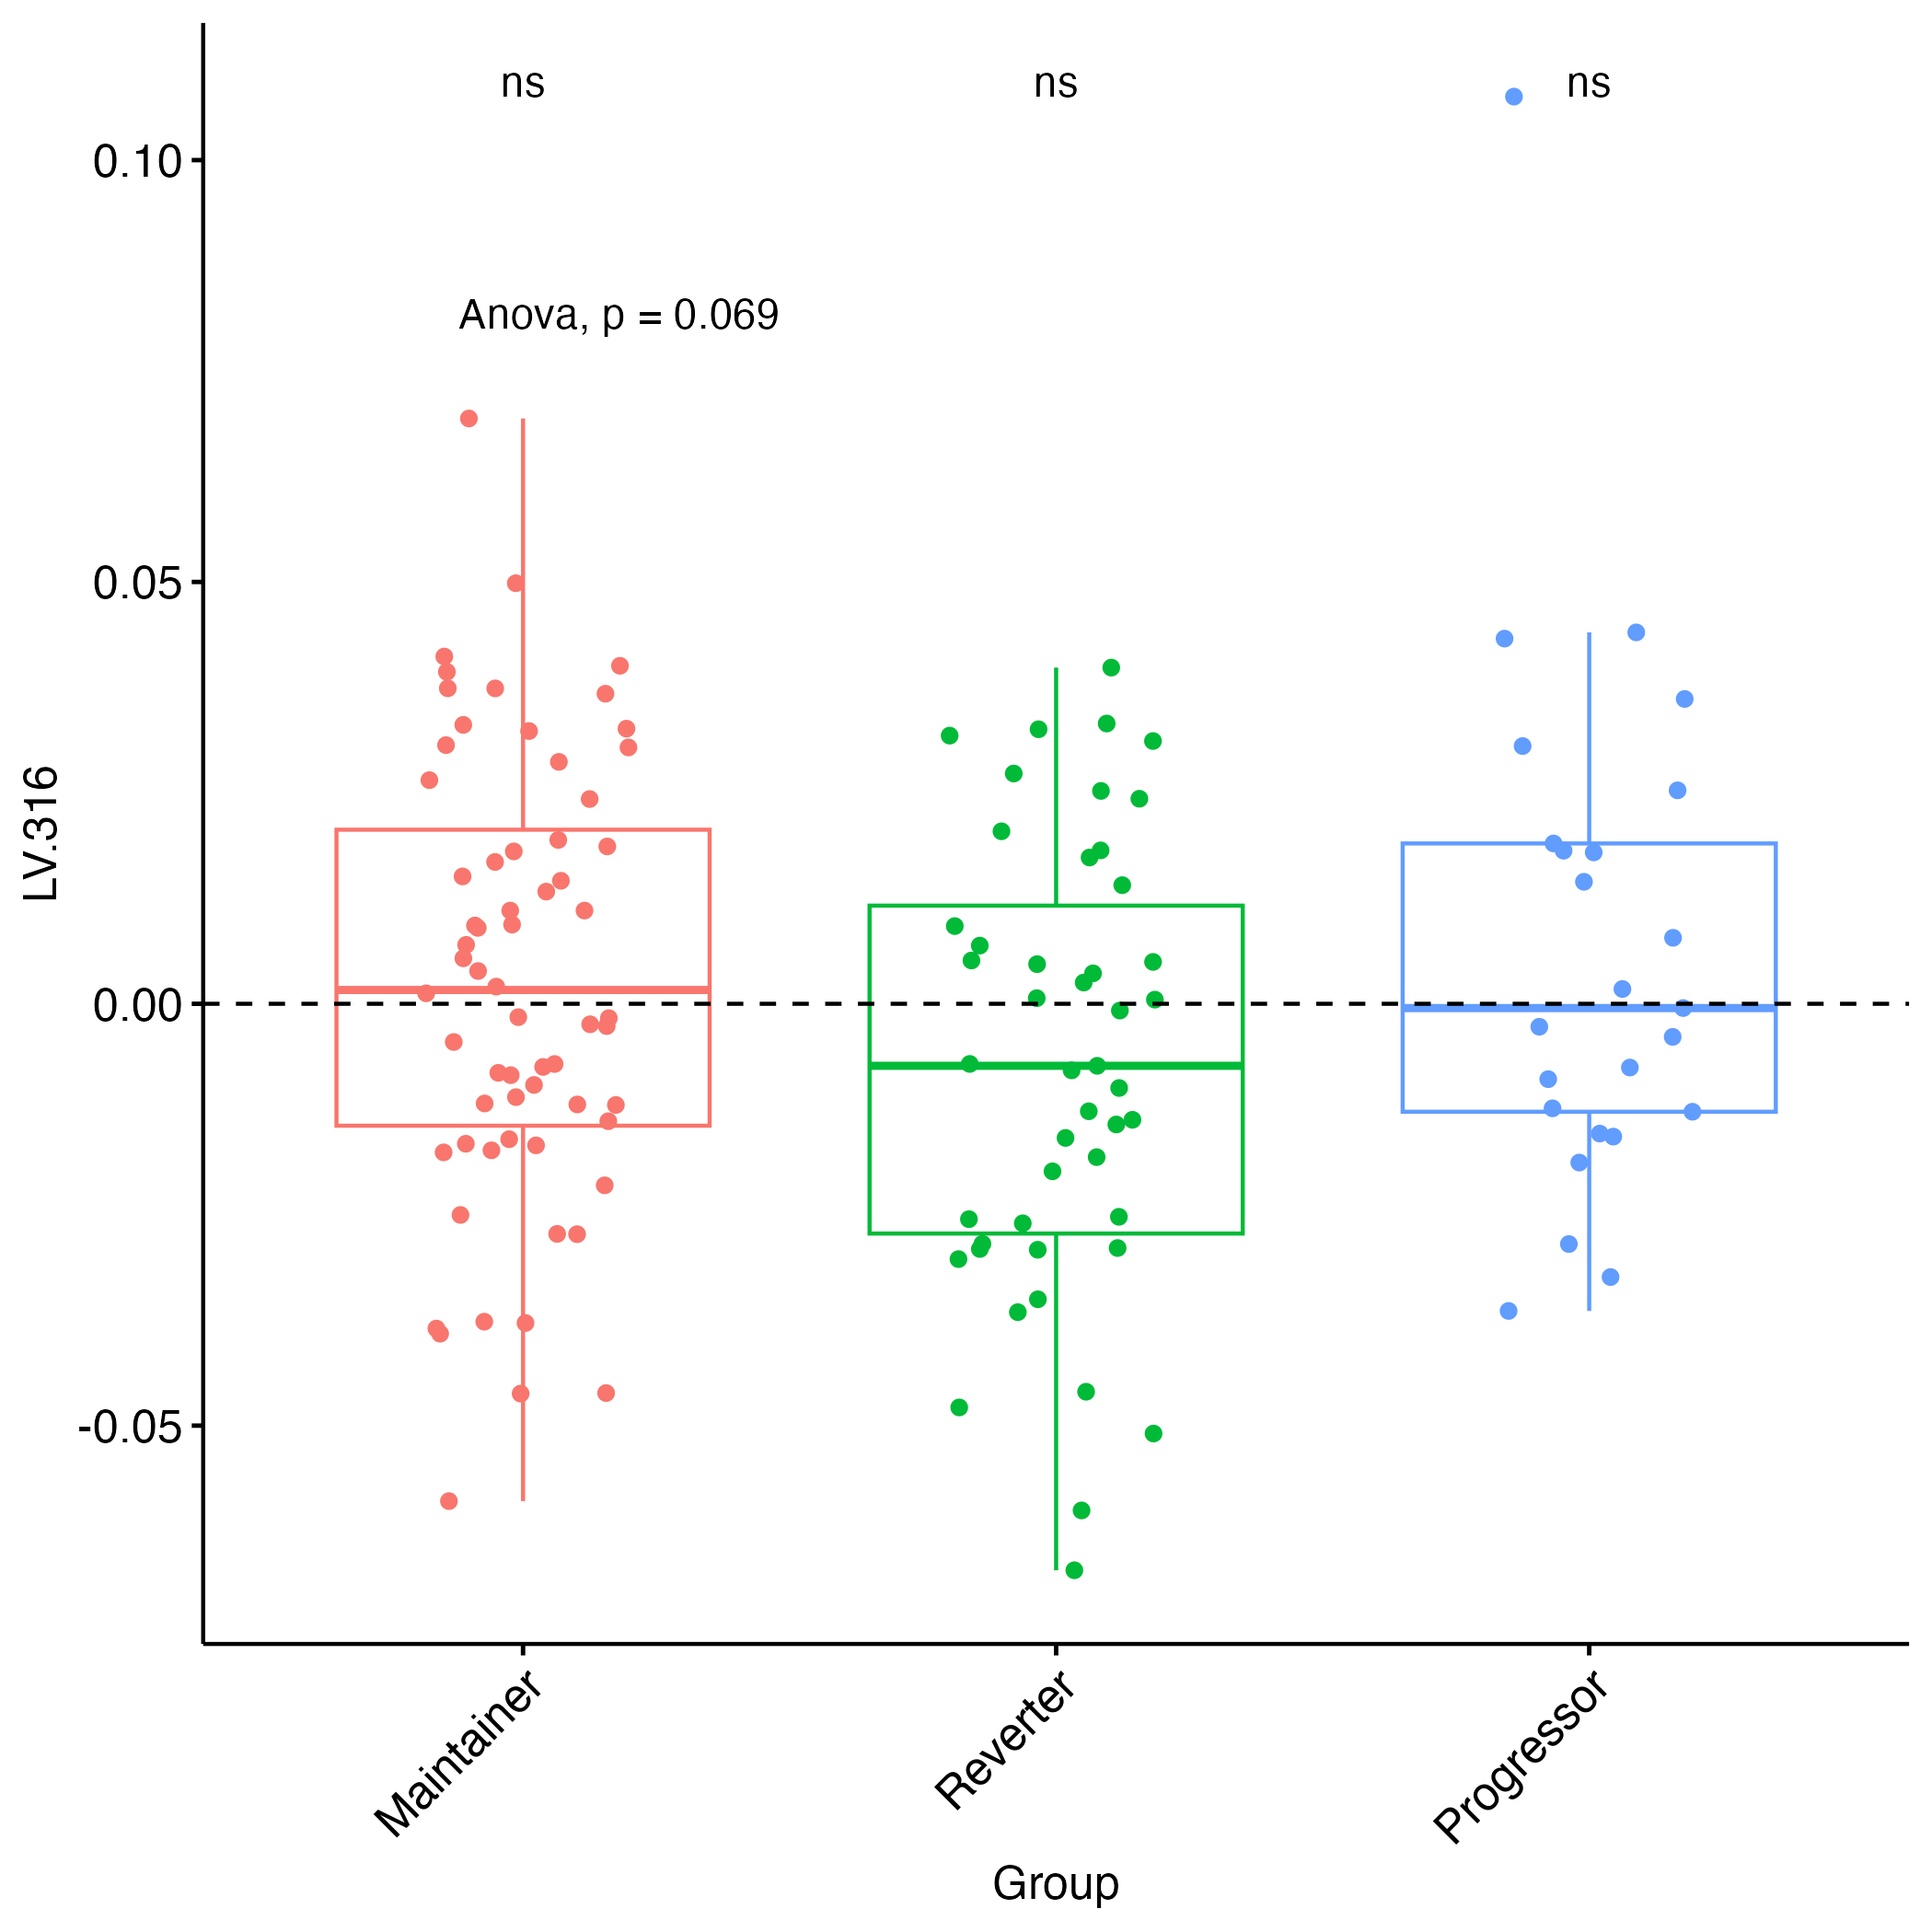 ns ns ns
0.10
Anova, p = 0.069
0.05
LV.316
0.00
-0.05
Maintainer Reverter Progressor
Group